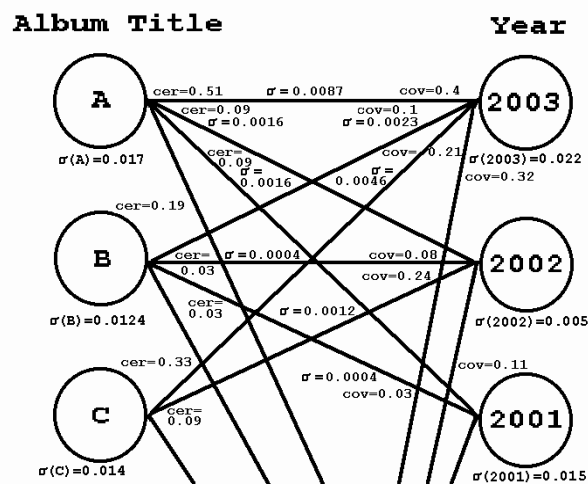 Album Title
Year
A
2003
cer=0.51
σ=0.0087
cov=0.4
cer=0.09
σ=0.0016
cov=0.1
σ=0.0023
σ(A)=0.017
σ(2003)=0.022
cer=
0.09
σ=
0.0016
cov=
0.21
σ=
0.0046
cov=0.32
cer=0.19
B
2002
cer=
0.03
σ=0.0004
cov=0.08
cov=0.24
cer=
0.03
σ=0.0012
σ(B)=0.0124
σ(2002)=0.005
cer=0.33
cov=0.11
σ=0.0004
cov=0.03
C
2001
cer=
0.09
σ(C)=0.014
σ(2001)=0.015